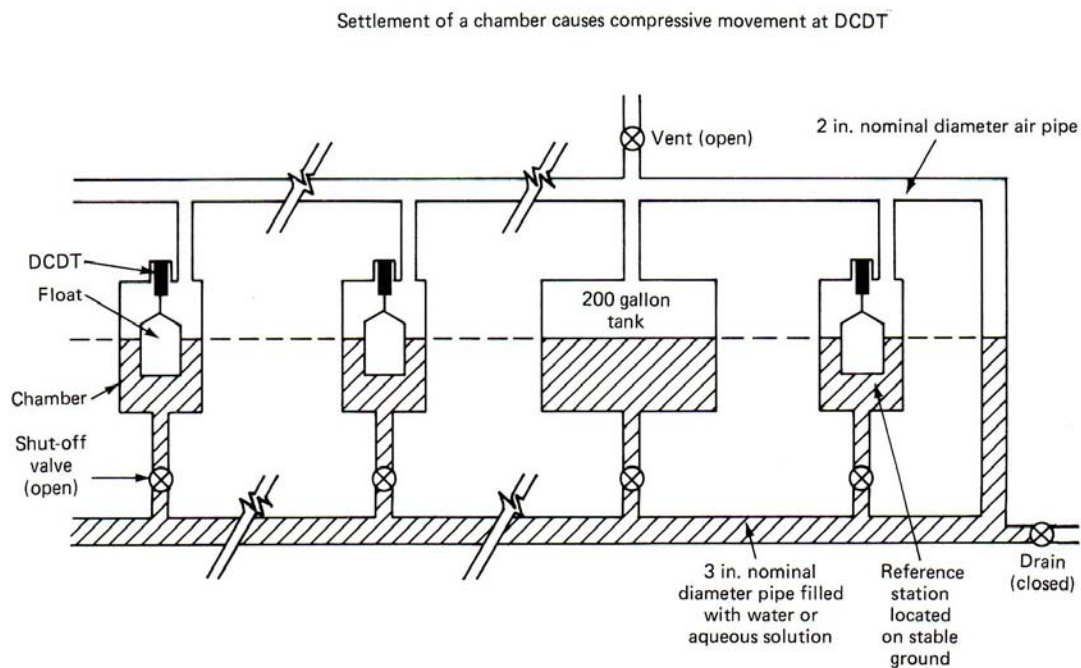 Settlement of a chamber causes compressive movement at DCDT
Vent (open)
2 in. nominal diameter air pipe
DCDT
Float
200 gallon
tank
Chamber
Shut-off
valve
(open)
3 in. nominal
diameter pipe filled
with water or
aqueous solution
Reference
station
located
on stable
ground
Drain
(closed)